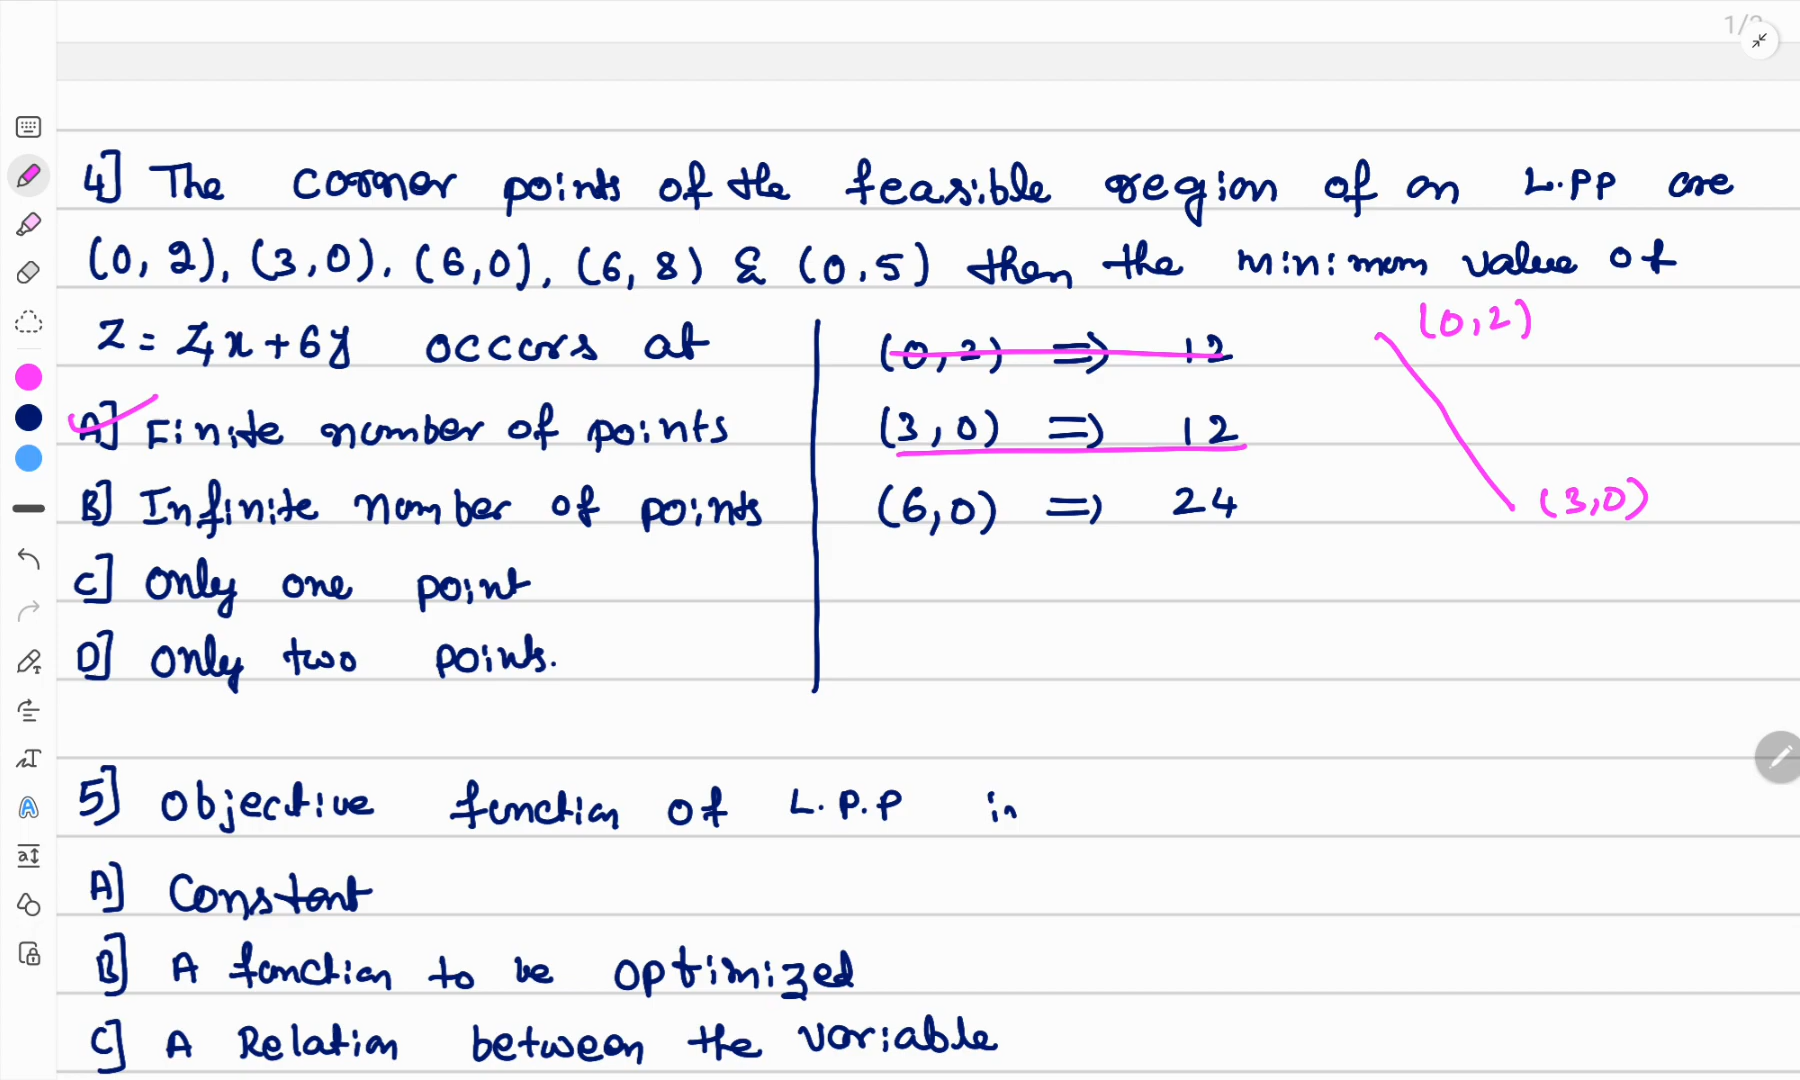 1/2
4] The corner points of the feasible region of an L.PP are
(0, 2), (3,0), (6,0), (6, 8) & (0,5) then the minimum value of
Z = 4x + 6y occurs at
A] Finite number of points
B] Infinite number of points
C] only one point
D] only two points.
(0, 2) ⇒ 12
(3, 0) ⇒ 12
(6,0) ⇒ 24
(0,2)
(3,0)
5] Objective function of L.P.P is
A] Constant
B] A function to be optimized
C] A Relation between the variable